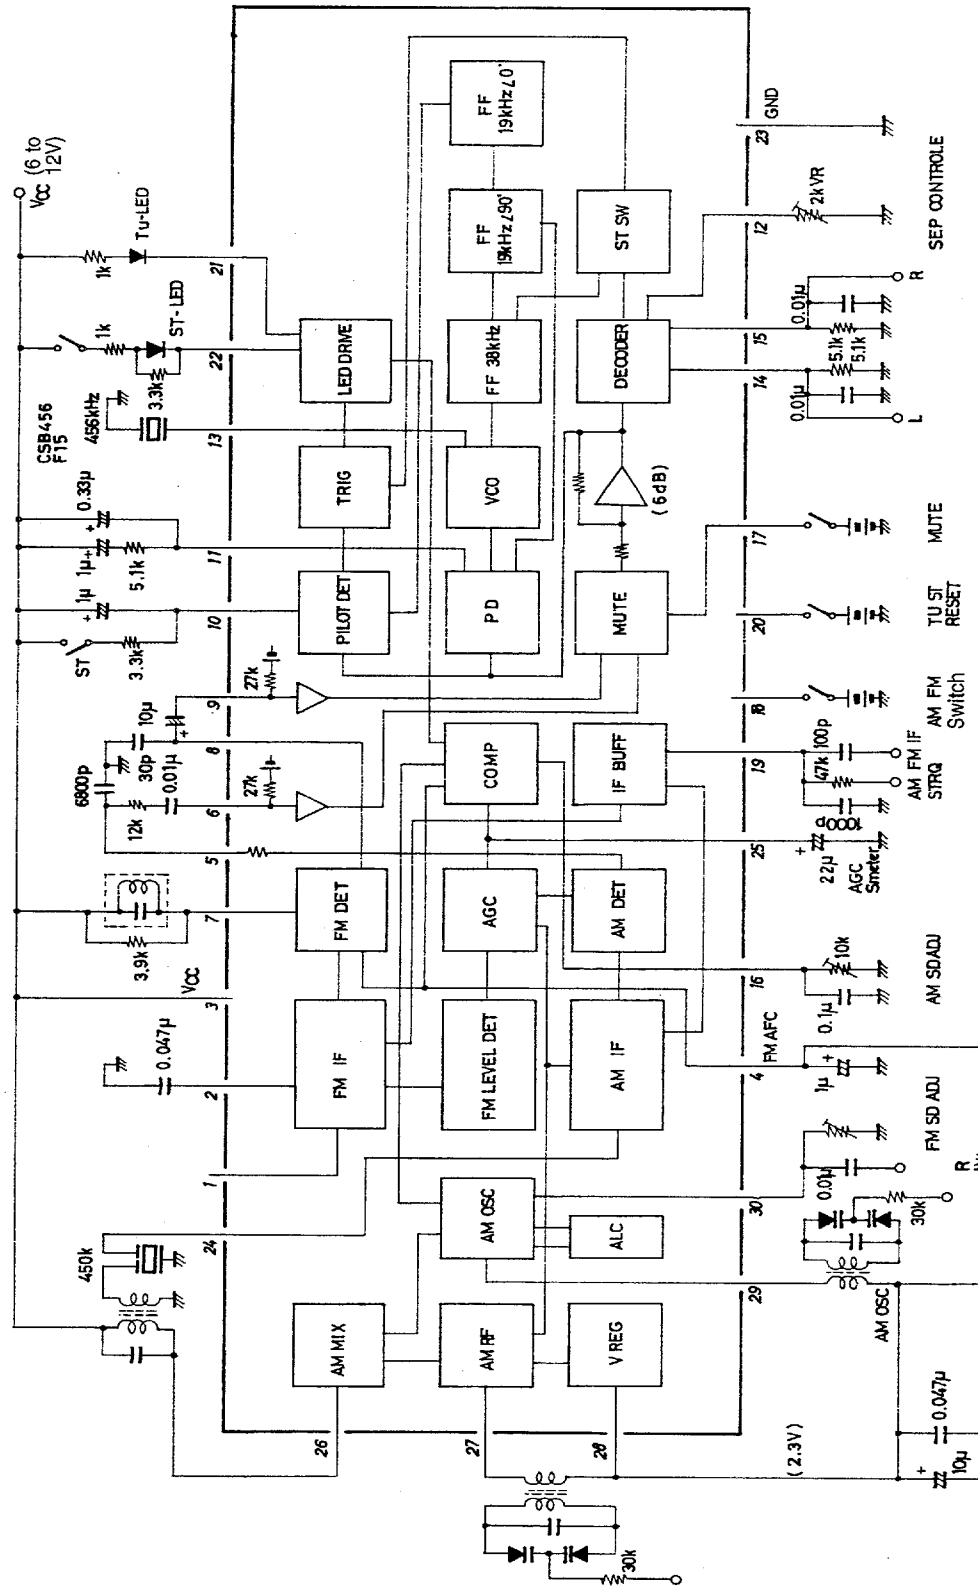 VCC (6 to
12V)
Tu-LED
1k
21
ST-LED
1k
3.3k
22
CSB456
F15
456kHz
13
0.33μ
+
1μ
+
5.1k
11
1μ
+
ST
3.3k
10
10μ
+
9
27k
30p
8
6800p
0.01μ
12k
6
27k
5
3.9k
7
VCC
3
0.047μ
2
1
450k
24
26
27
28
30k
AM MIX
AM RF
V REG
AM OSC
ALC
FM IF
FM LEVEL DET
AM IF
FM DET
AGC
AM DET
COMP
IF BUFF
PILOT DET
PD
MUTE
TRIG
VCO
(6dB)
LED DRIVE
FF 38kHz
DECODER
FF
19kHz∠90°
ST SW
FF
19kHz∠0°
23
GND
12
2kVR
SEP CONTROLE
15
0.01μ
5.1k
5.1k
R
14
0.01μ
L
17
MUTE
20
TU ST
RESET
18
AM FM
Switch
19
100p
47k
1000p
AM FM IF
STRQ
25
22μ
+
AGC
Smeter
16
10k
0.1μ
AM SD ADJ
4
FM AFC
1μ
+
FM SD ADJ
30
0.01μ
R
30k
29
AM OSC
(2.3V)
0.047μ
10μ
+